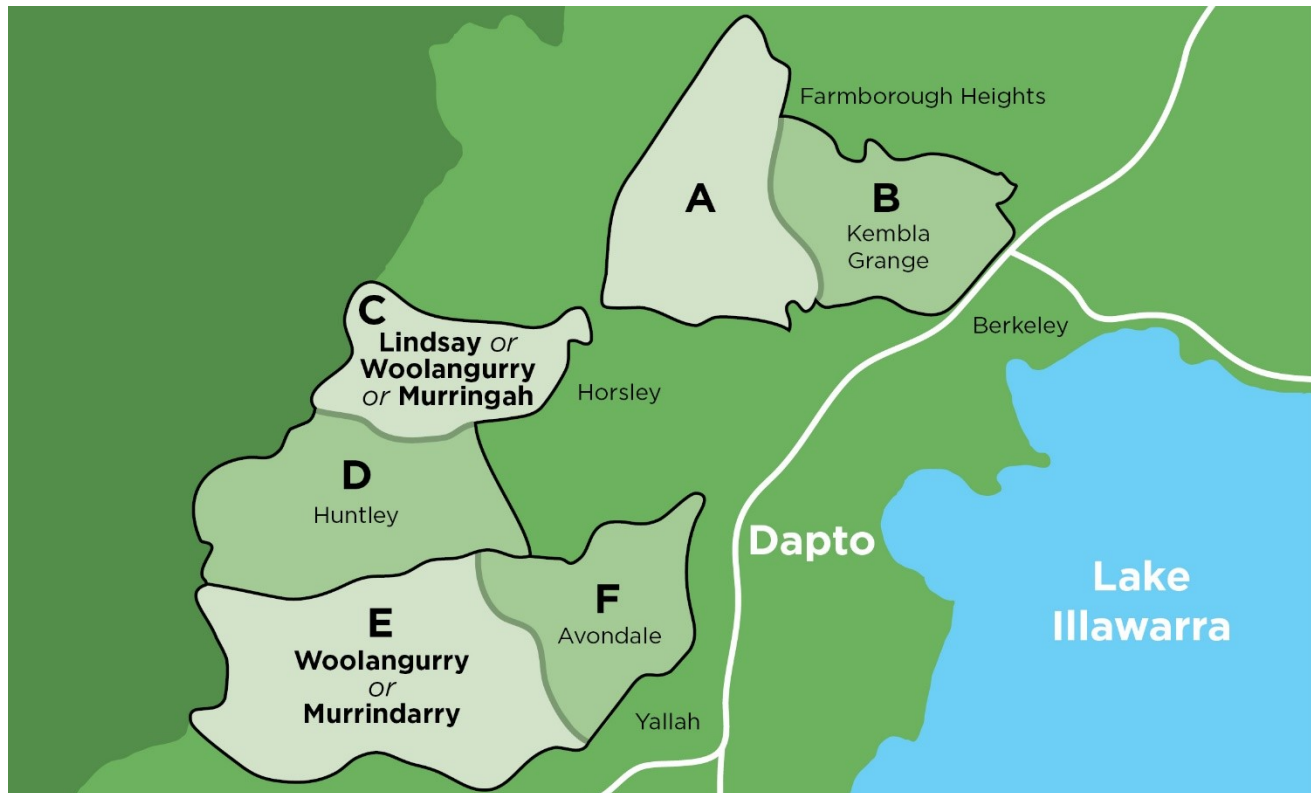 Farmborough Heights
A
B
Kembla
Grange
Berkeley
C
Lindsay or
Woolangurry
or Murringah
Horsley
D
Huntley
Dapto
F
Avondale
Lake
Illawarra
E
Woolangurry
or
Murrindarry
Yallah